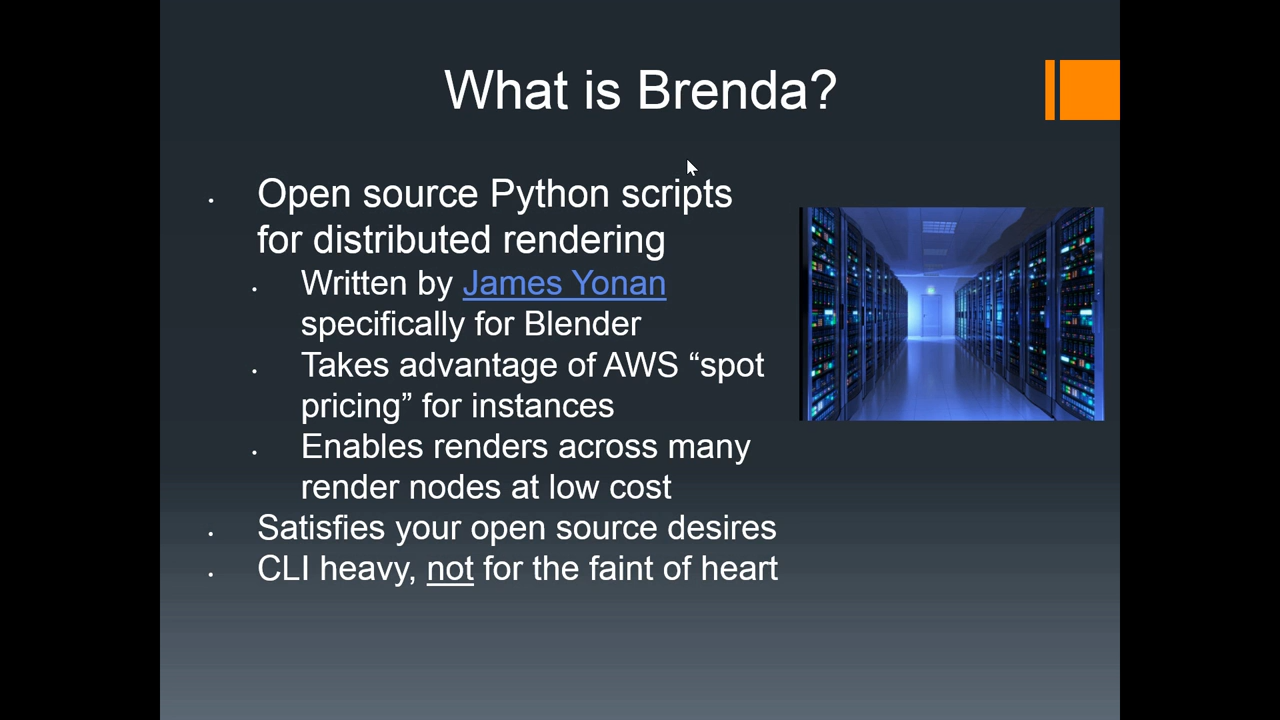 What is Brenda?
• Open source Python scripts
for distributed rendering
• Written by James Yonan
specifically for Blender
• Takes advantage of AWS “spot
pricing” for instances
• Enables renders across many
render nodes at low cost
• Satisfies your open source desires
• CLI heavy, not for the faint of heart